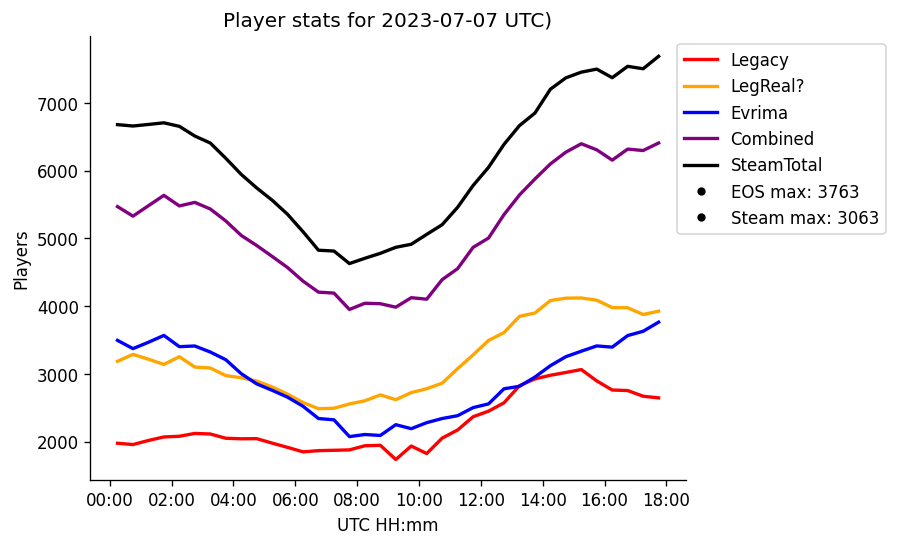 Player stats for 2023-07-07 UTC)
Legacy
LegReal?
Evrima
Combined
SteamTotal
EOS max: 3763
Steam max: 3063
Players
7000
6000
5000
4000
3000
2000
00:00 02:00 04:00 06:00 08:00 10:00 12:00 14:00 16:00 18:00
UTC HH:mm